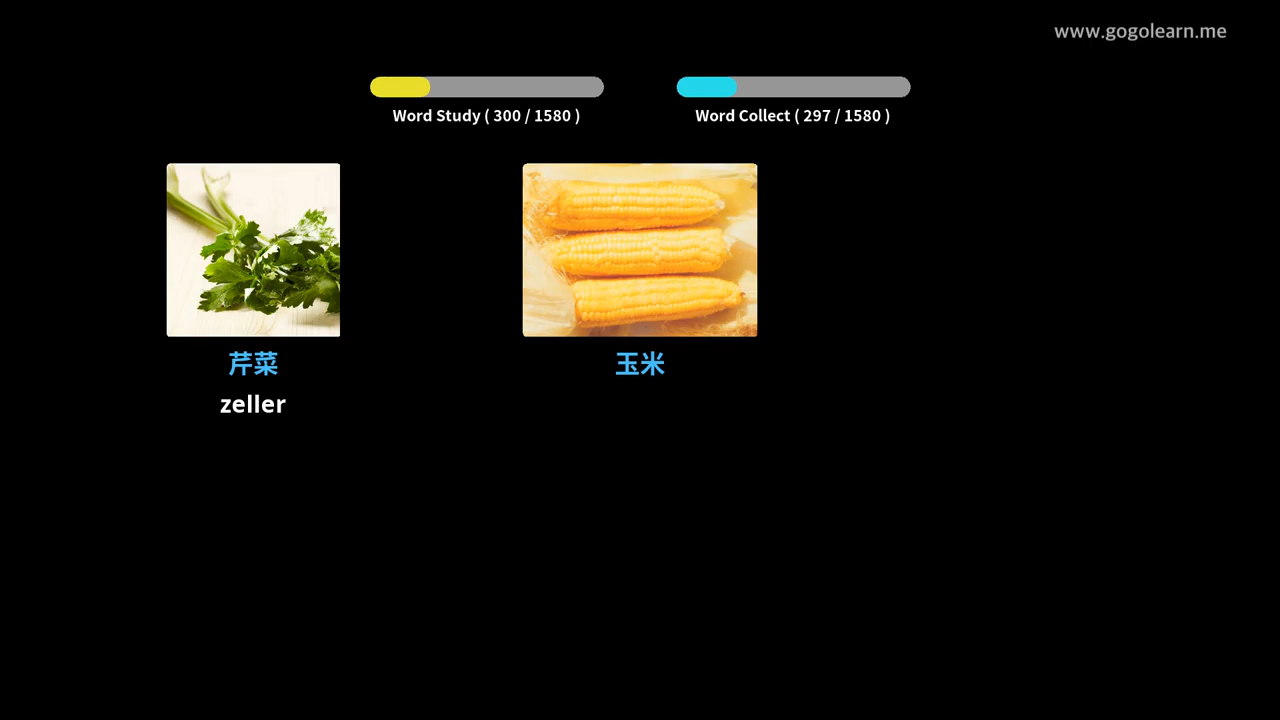 www.gogolearn.me
Word Study ( 300 / 1580 )
Word Collect ( 297 / 1580 )
芹菜
玉米
zeller